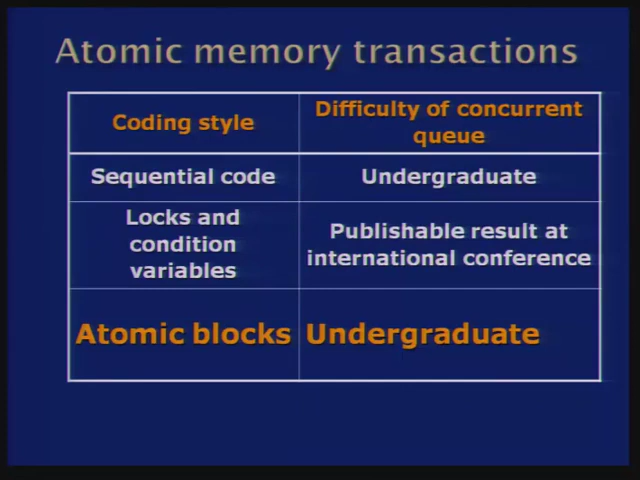 Atomic memory transactions
Coding style
Difficulty of concurrent
queue
Sequential code
Undergraduate
Locks and
condition
variables
Publishable result at
international conference
Atomic blocks
Undergraduate